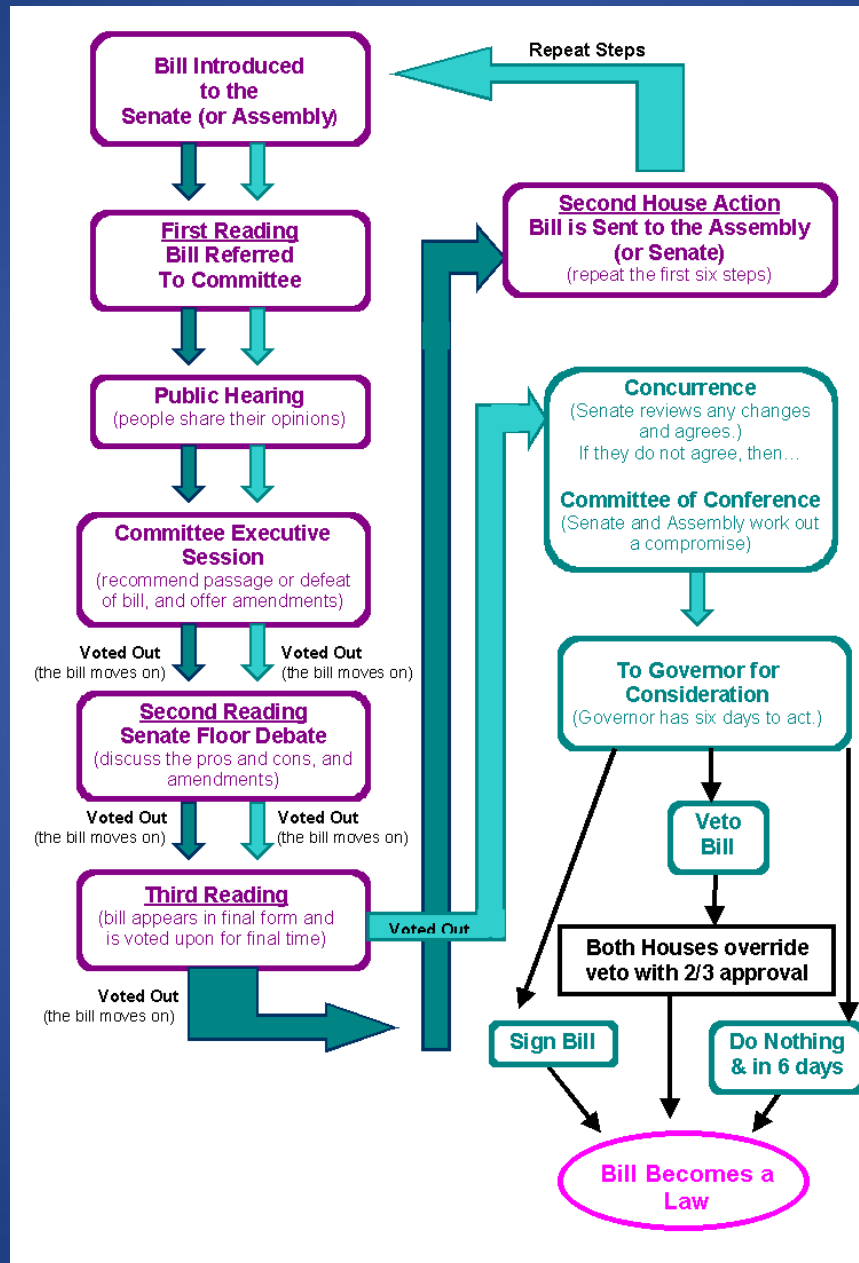 Bill Introduced
to the
Senate (or Assembly)
First Reading
Bill Referred
To Committee
Public Hearing
(people share their opinions)
Committee Executive
Session
(recommend passage or defeat
of bill, and offer amendments)
Voted Out
(the bill moves on)
Voted Out
(the bill moves on)
Second Reading
Senate Floor Debate
(discuss the pros and cons, and
amendments)
Voted Out
(the bill moves on)
Voted Out
(the bill moves on)
Third Reading
(bill appears in final form and
is voted upon for final time)
Voted Out
(the bill moves on)
Voted Out
Repeat Steps
Second House Action
Bill is Sent to the Assembly
(or Senate)
(repeat the first six steps)
Concurrence
(Senate reviews any changes
and agrees.)
If they do not agree, then…
Committee of Conference
(Senate and Assembly work out
a compromise)
To Governor for
Consideration
(Governor has six days to act.)
Veto
Bill
Both Houses override
veto with 2/3 approval
Sign Bill
Do Nothing
& in 6 days
Bill Becomes a
Law